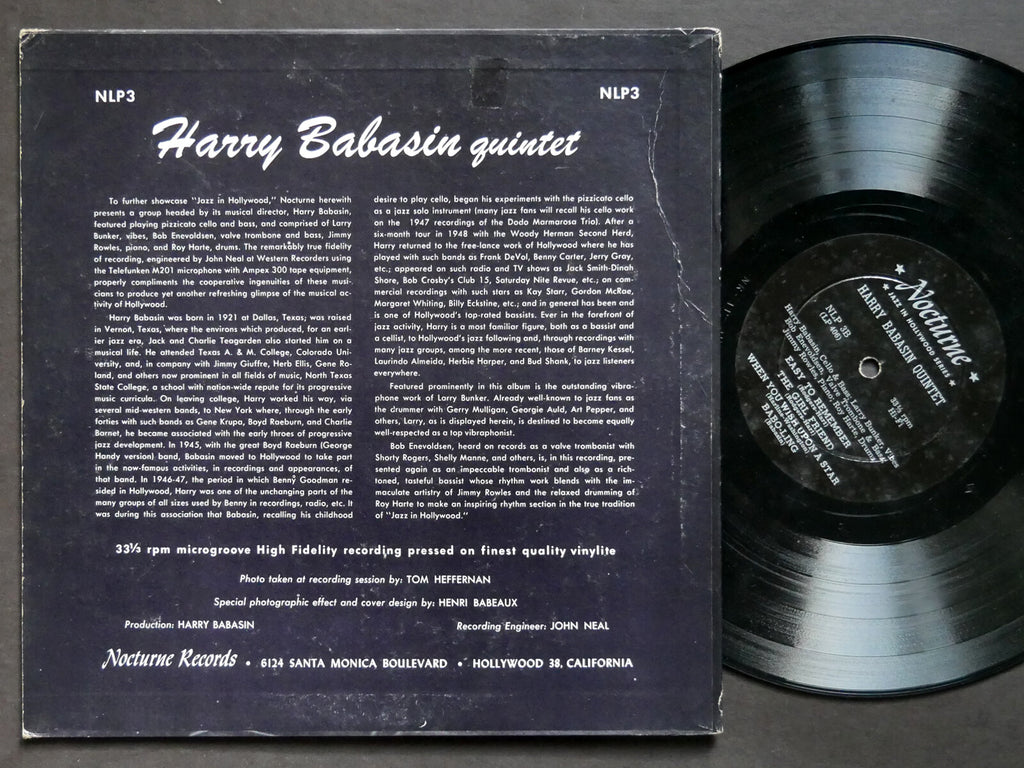 NLP3
NLP3
Harry Babasin quintet
To further showcase "Jazz in Hollywood," Nocturne herewith
presents a group headed by its musical director, Harry Babasin,
featured playing pizzicato cello and bass, and comprised of Larry
Bunker, vibes, Bob Enevoldsen, valve trombone and bass, Jimmy
Rowles, piano, and Roy Harte, drums. The remarkably true fidelity
of recording, engineered by John Neal at Western Recorders using
the Telefunken M201 microphone with Ampex 300 tape equipment,
properly compliments the cooperative ingenuities of these musi-
cians to produce yet another refreshing glimpse of the musical ac-
tivity of Hollywood.
Harry Babasin was born in 1921 at Dallas, Texas; was raised
in Vernon, Texas, where the environs which produced, for an ear-
lier jazz era, Jack and Charlie Teagarden also started him on a
musical life. He attended Texas A. & M. College, Colorado Uni-
versity, and, in company with Jimmy Giuffre, Herb Ellis, Gene Ro-
land, and others now prominent in all fields of music, North Texas
State College, a school with nation-wide repute for its progressive
music curricula. On leaving college, Harry worked his way, via
several mid-western bands, to New York where, through the early
forties with such bands as Gene Krupa, Boyd Raeburn, and Charlie
Barnet, he became associated with the early throes of progressive
jazz development. In 1945, with the great Boyd Raeburn (George
Handy version) band, Babasin moved to Hollywood to take part
in the now-famous activities, in recordings and appearances, of
that band. In 1946-47, the period in which Benny Goodman re-
sided in Hollywood, Harry was one of the unchanging parts of the
many groups of all sizes used by Benny in recordings, radio, etc. It
was during this association that Babasin, recalling his childhood
desire to play cello, began his experiments with the pizzicato cello
as a jazz solo instrument (many jazz fans will recall his cello work
on the 1947 recordings of the Dodo Marmarosa Trio). After a
six-month tour in 1948 with the Woody Herman Second Herd,
Harry returned to the free-lance work of Hollywood where he has
played with such bands as Frank DeVol, Benny Carter, Jerry Gray,
etc.; appeared on such radio and TV shows as Jack Smith-Dinah
Shore, Bob Crosby's Club 15, Saturday Nite Revue, etc.; on com-
mercial recordings with such stars as Kay Starr, Gordon McRae,
Margaret Whiting, Billy Eckstine, etc.; and in general has been and
is one of Hollywood's top-rated bassists. Ever in the forefront of
jazz activity, Harry is a most familiar figure, both as a bassist and
a cellist, to Hollywood's jazz following and, through recordings with
many jazz groups, among the more recent, those of Barney Kessel,
Laurindo Almeida, Herbie Harper, and Bud Shank, to jazz listeners
everywhere.
Featured prominently in this album is the outstanding vibra-
phone work of Larry Bunker. Already well-known to jazz fans as
the drummer with Gerry Mulligan, Georgie Auld, Art Pepper, and
others, Larry, as is displayed herein, is destined to become equally
well-respected as a top vibraphonist.
Bob Enevoldsen, heard on records as a valve trombonist with
Shorty Rogers, Shelly Manne, and others, is, in this recording, pre-
sented again as an impeccable trombonist and also as a rich-
toned, tasteful bassist whose rhythm work blends with the im-
maculate artistry of Jimmy Rowles and the relaxed drumming of
Roy Harte to make an inspiring rhythm section in the true tradition
of "Jazz in Hollywood."
33⅓ rpm microgroove High Fidelity recording pressed on finest quality vinylite
Photo taken at recording session by: TOM HEFFERNAN
Special photographic effect and cover design by: HENRI BABEAUX
Production: HARRY BABASIN
Recording Engineer: JOHN NEAL
Nocturne Records • 6124 SANTA MONICA BOULEVARD • HOLLYWOOD 38, CALIFORNIA
Nocturne
JAZZ IN HOLLYWOOD SERIES
HARRY BABASIN QUINTET
NLP 3B
33⅓ rpm
Harry Babasin, Cello & Bass, Larry Bunker, Vibes
Bob Enevoldsen, Valve Trombone & Bass
Jimmy Rowles, Piano Roy Harte, Drums
EASY TO REMEMBER
THE GIRL FRIEND
WHEN YOU WISH UPON A STAR
BARCOLLING